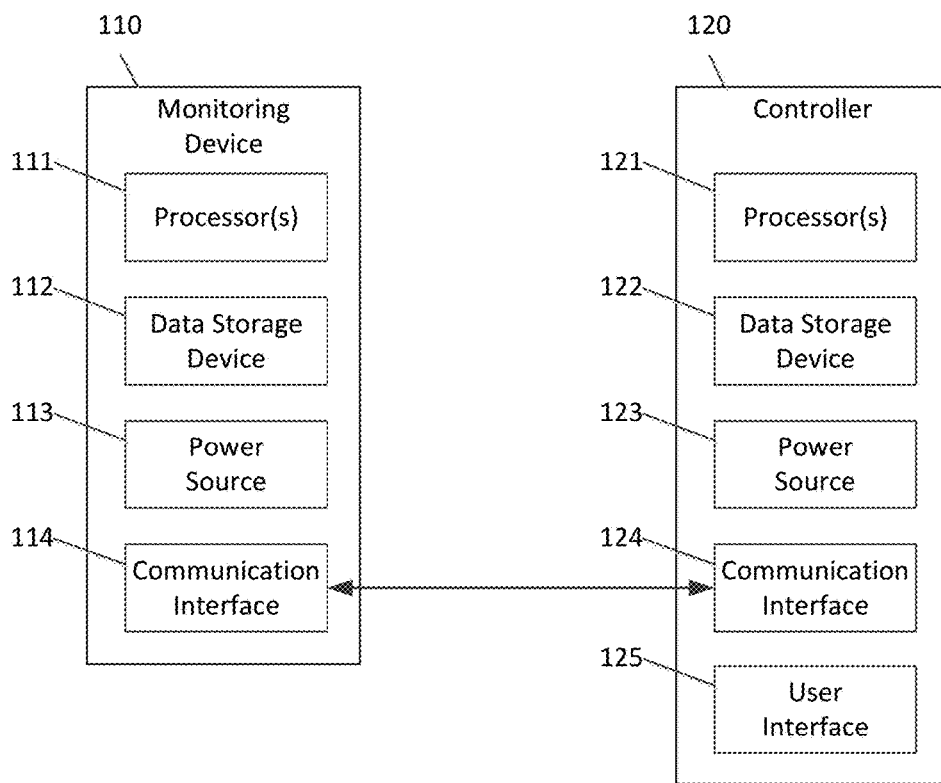 110
120
Monitoring
Device
Controller
111
Processor(s)
121
Processor(s)
112
Data Storage
Device
122
Data Storage
Device
113
Power
Source
123
Power
Source
114
Communication
Interface
124
Communication
Interface
125
User
Interface